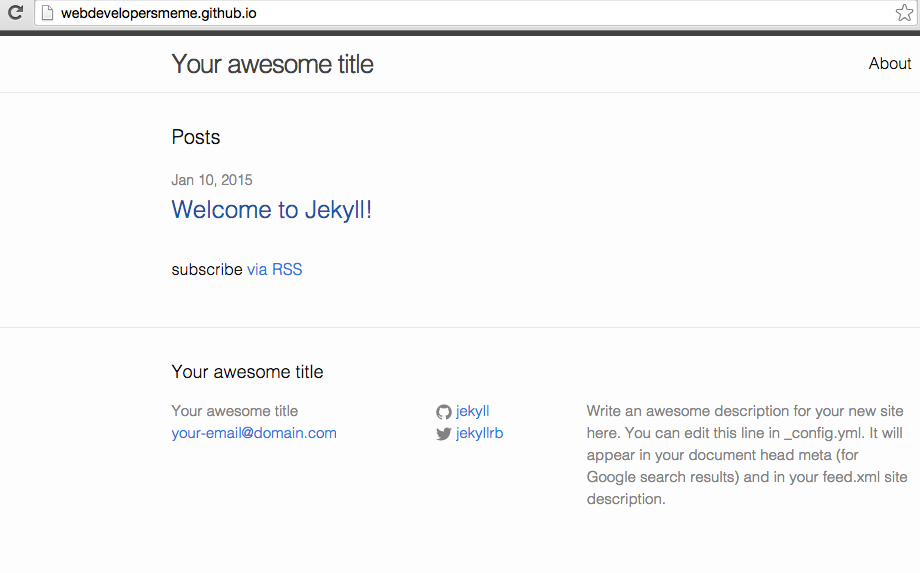 webdevelopersmeme.github.io
Your awesome title
About
Posts
Jan 10, 2015
Welcome to Jekyll!
subscribe via RSS
Your awesome title
Your awesome title
your-email@domain.com
jekyll
jekyllrb
Write an awesome description for your new site
here. You can edit this line in _config.yml. It will
appear in your document head meta (for
Google search results) and in your feed.xml site
description.